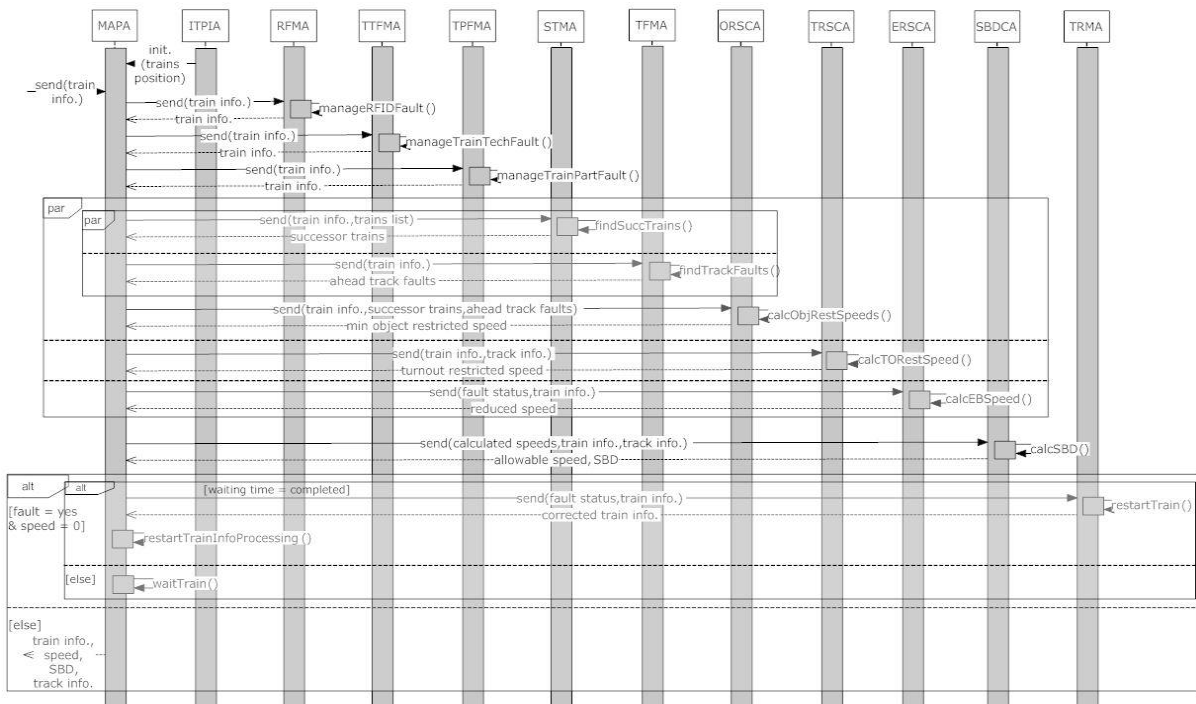 MAPA
ITPIA
RFMA
TTFMA
TPFMA
STMA
TFMA
ORSCA
TRSCA
ERSCA
SBDCA
TRMA
init.
(trains
position)
send(train
info.)
send(train info.)
manageRFIDFault()
train info.
send(train info.)
manageTrainTechFault()
train info.
send(train info.)
manageTrainPartFault()
train info.
par
par
send(train info.,trains list)
findSuccTrains()
successor trains
send(train info.)
findTrackFaults()
ahead track faults
send(train info.,successor trains,ahead track faults)
calcObjRestSpeeds()
min object restricted speed
send(train info.,track info.)
calcTORestSpeed()
turnout restricted speed
send(fault status,train info.)
calcEBSpeed()
reduced speed
send(calculated speeds,train info.,track info.)
calcSBD()
allowable speed, SBD
alt
alt
[waiting time = completed]
send(fault status,train info.)
restartTrain()
[fault = yes
& speed = 0]
corrected train info.
restartTrainInfoProcessing()
[else]
waitTrain()
[else]
train info.,
speed,
SBD,
track info.